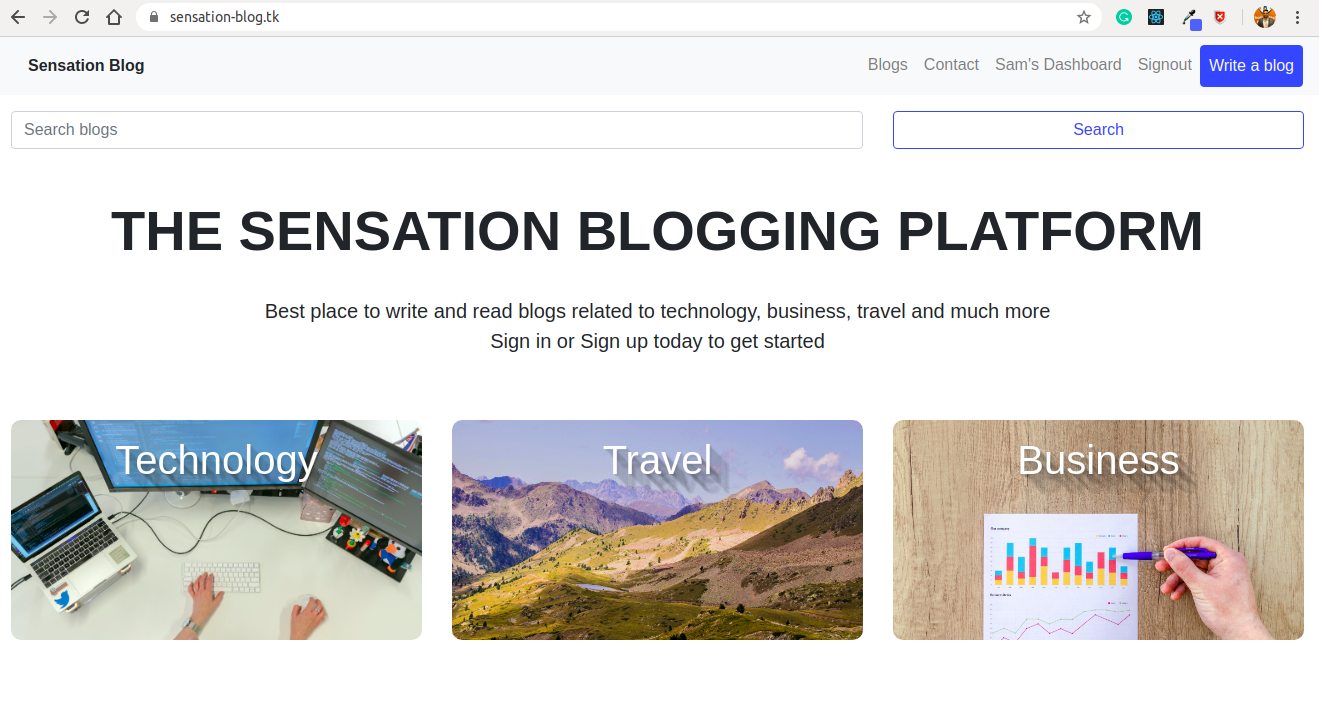 sensation-blog.tk
Sensation Blog
Blogs Contact Sam's Dashboard Signout Write a blog
Search blogs
Search
THE SENSATION BLOGGING PLATFORM
Best place to write and read blogs related to technology, business, travel and much more
Sign in or Sign up today to get started
Technology Travel Business